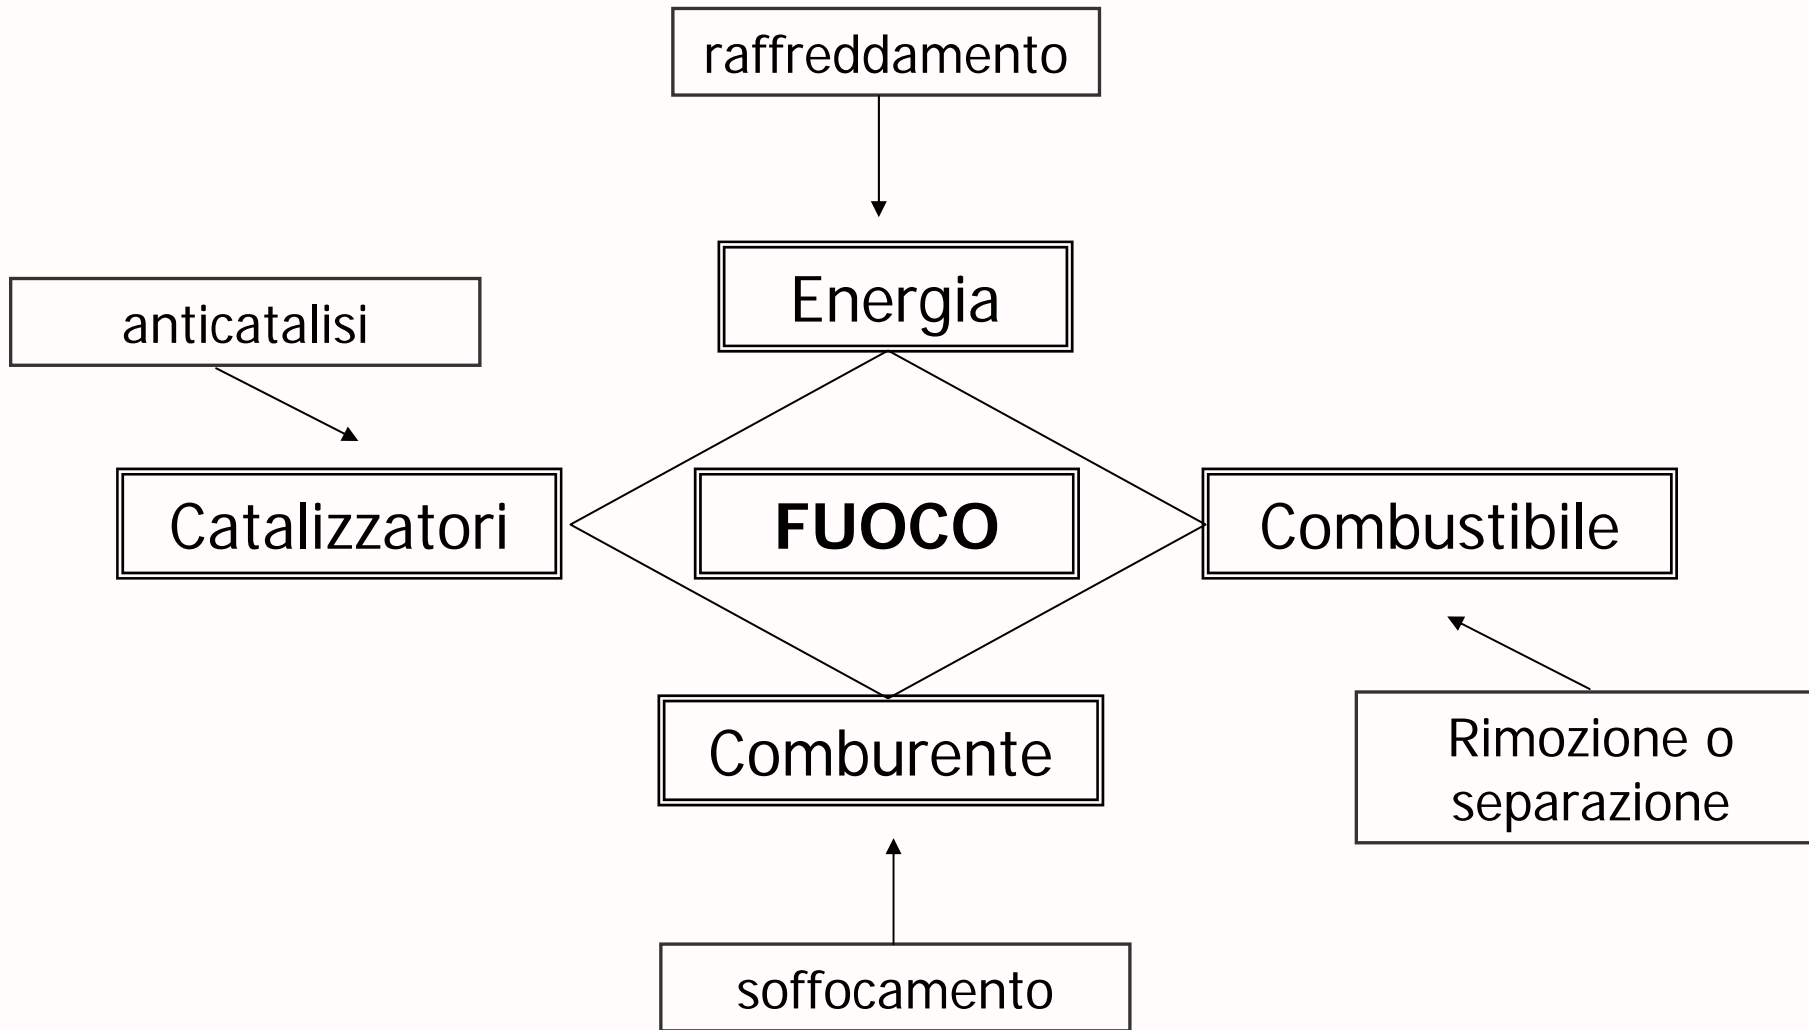 raffreddamento
Energia
anticatalisi
Catalizzatori
FUOCO
Combustibile
Comburente
Rimozione o
separazione
soffocamento